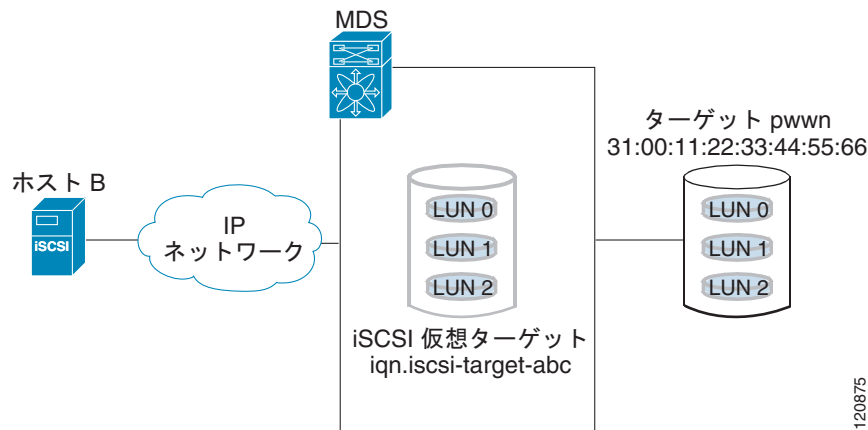 MDS
ターゲット pwwn
31:00:11:22:33:44:55:66
ホスト B
iSCSI
IP
ネットワーク
LUN 0
LUN 1
LUN 2
LUN 0
LUN 1
LUN 2
iSCSI 仮想ターゲット
iqn.iscsi-target-abc
120875